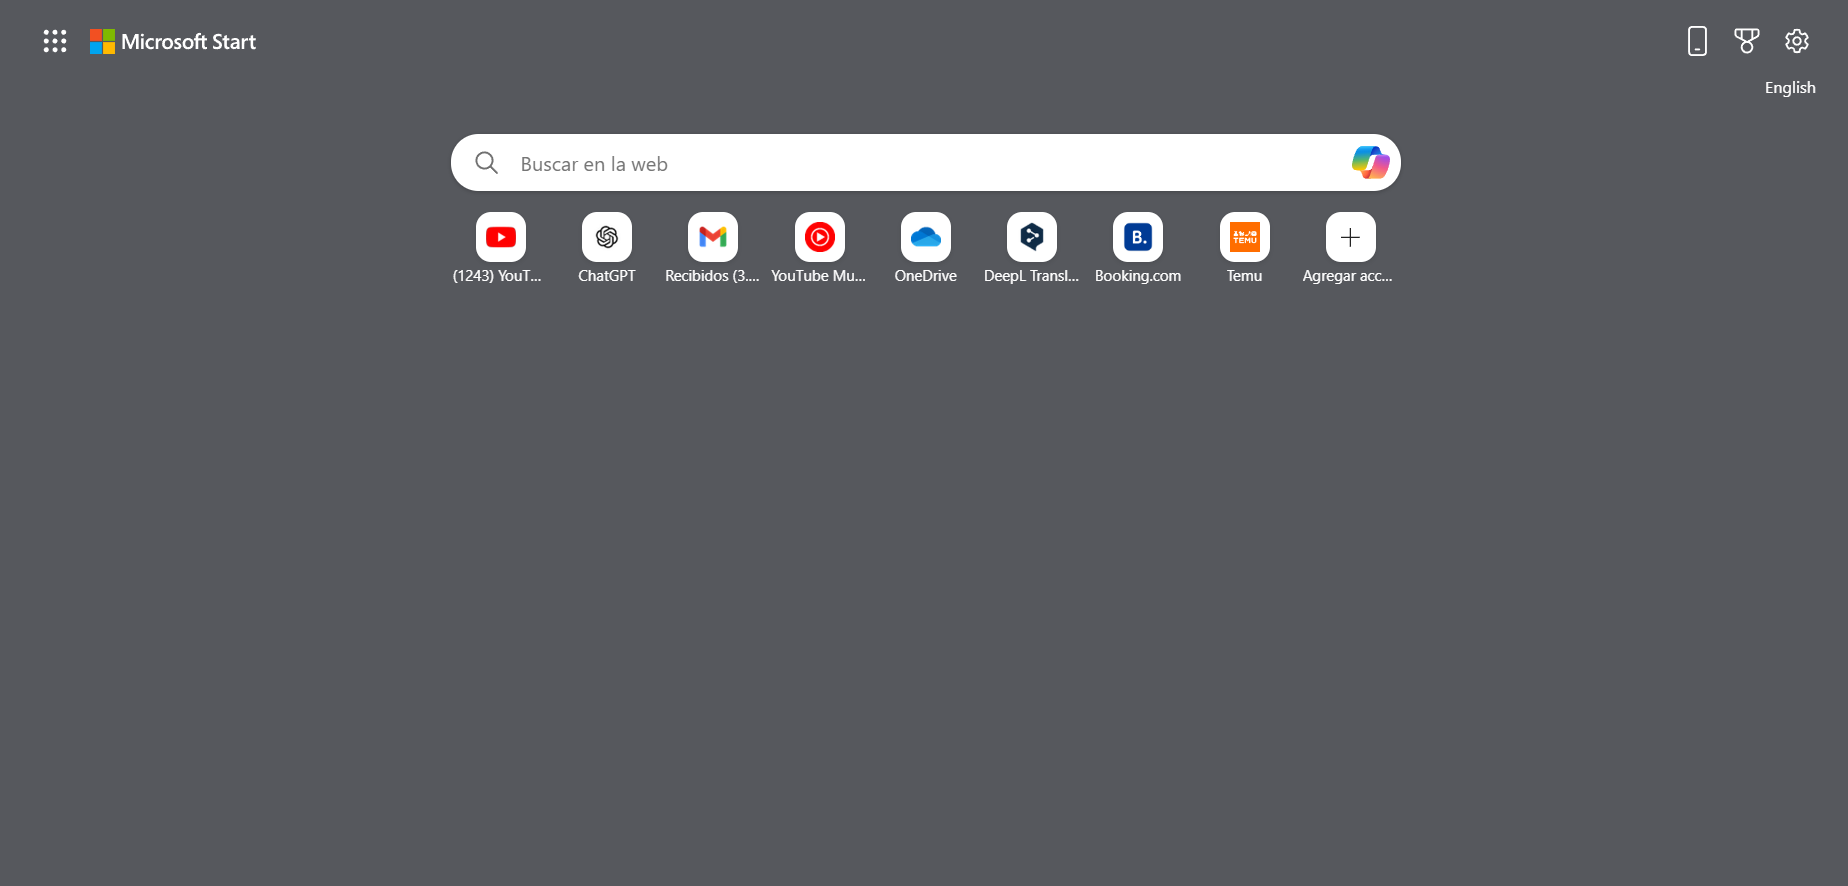 Microsoft Start
English
Buscar en la web
B.
TEMU
(1243) YouT...
ChatGPT
Recibidos (3....
YouTube Mu...
OneDrive
DeepL Transl...
Booking.com
Temu
Agregar acc...